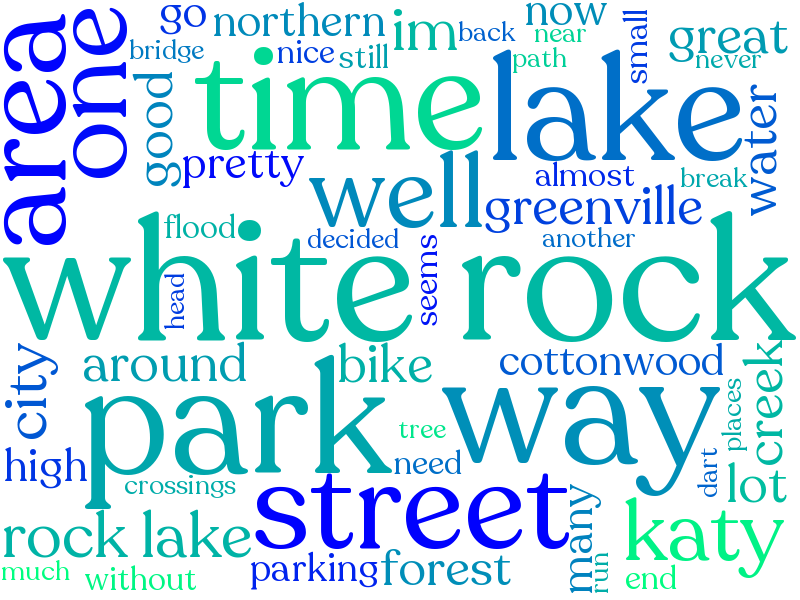 go
northern
im
back
now
near
small
great
never
area
one
bridge
nice
still
path
good
time
lake
water
pretty
well
almost
break
greenville
flood
decided
seems
another
white rock
head
city
around
bike
cottonwood
creek
park
way
places
tree
high
need
dart
crossings
lot
street
many
katy
rock lake
parking
forest
run
much
without
end